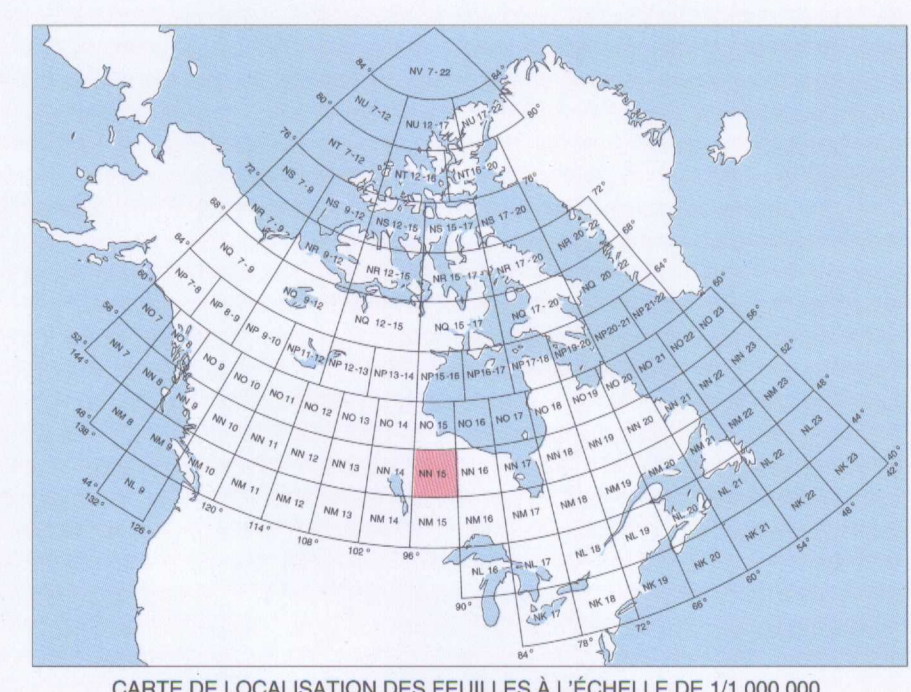 84° NV 7-22 84°
80° NU 7-12 NU 12-17 NU 17-22 80°
76° NT 7-12 NT 12-16 NT 16-20 76°
72° NS 7-9 NS 9-12 NS 12-15 NS 15-17 NS 17-20 72°
68° NR 7-9 NR 9-12 NR 12-15 NR 15-17 NR 17-20 NR 20-22 68°
64° NQ 7-9 NQ 9-12 NQ 12-15 NQ 15-17 NQ 17-20 NQ 20-22 64°
60° NP 7-8 NP 8-9 NP 9-10 NP 11-12 NP 12-13 NP 13-14 NP 15-16 NP 16-17 NP 17-18 NP 19-20 NP 20-21 NP 21-22 60°
56° NO 7 NO 8 NO 9 NO 10 NO 11 NO 12 NO 13 NO 14 NO 15 NO 16 NO 17 NO 18 NO 19 NO 20 NO 21 NO 22 NO 23 56°
52° NN 7 NN 8 NN 9 NN 10 NN 11 NN 12 NN 13 NN 14 NN 15 NN 16 NN 17 NN 18 NN 19 NN 20 NN 21 NN 22 NN 23 52°
144°
48° NM 8 NM 9 NM 10 NM 11 NM 12 NM 13 NM 14 NM 15 NM 16 NM 17 NM 18 NM 19 NM 20 NM 21 NM 22 NM 23 48°
138°
44° NL 9 NL 16 NL 17 NL 18 NL 19 NL 20 NL 21 NL 22 NL 23 44°
132° 126° 120° 114° 108° 102° 96° 90°
NK 17 NK 18 NK 19 NK 20 NK 21 NK 22 NK 23 40°
84° 78° 72° 66° 60° 54° 48° 42°
CARTE DE LOCALISATION DES FEUILLES À L'ÉCHELLE DE 1/1 000 000